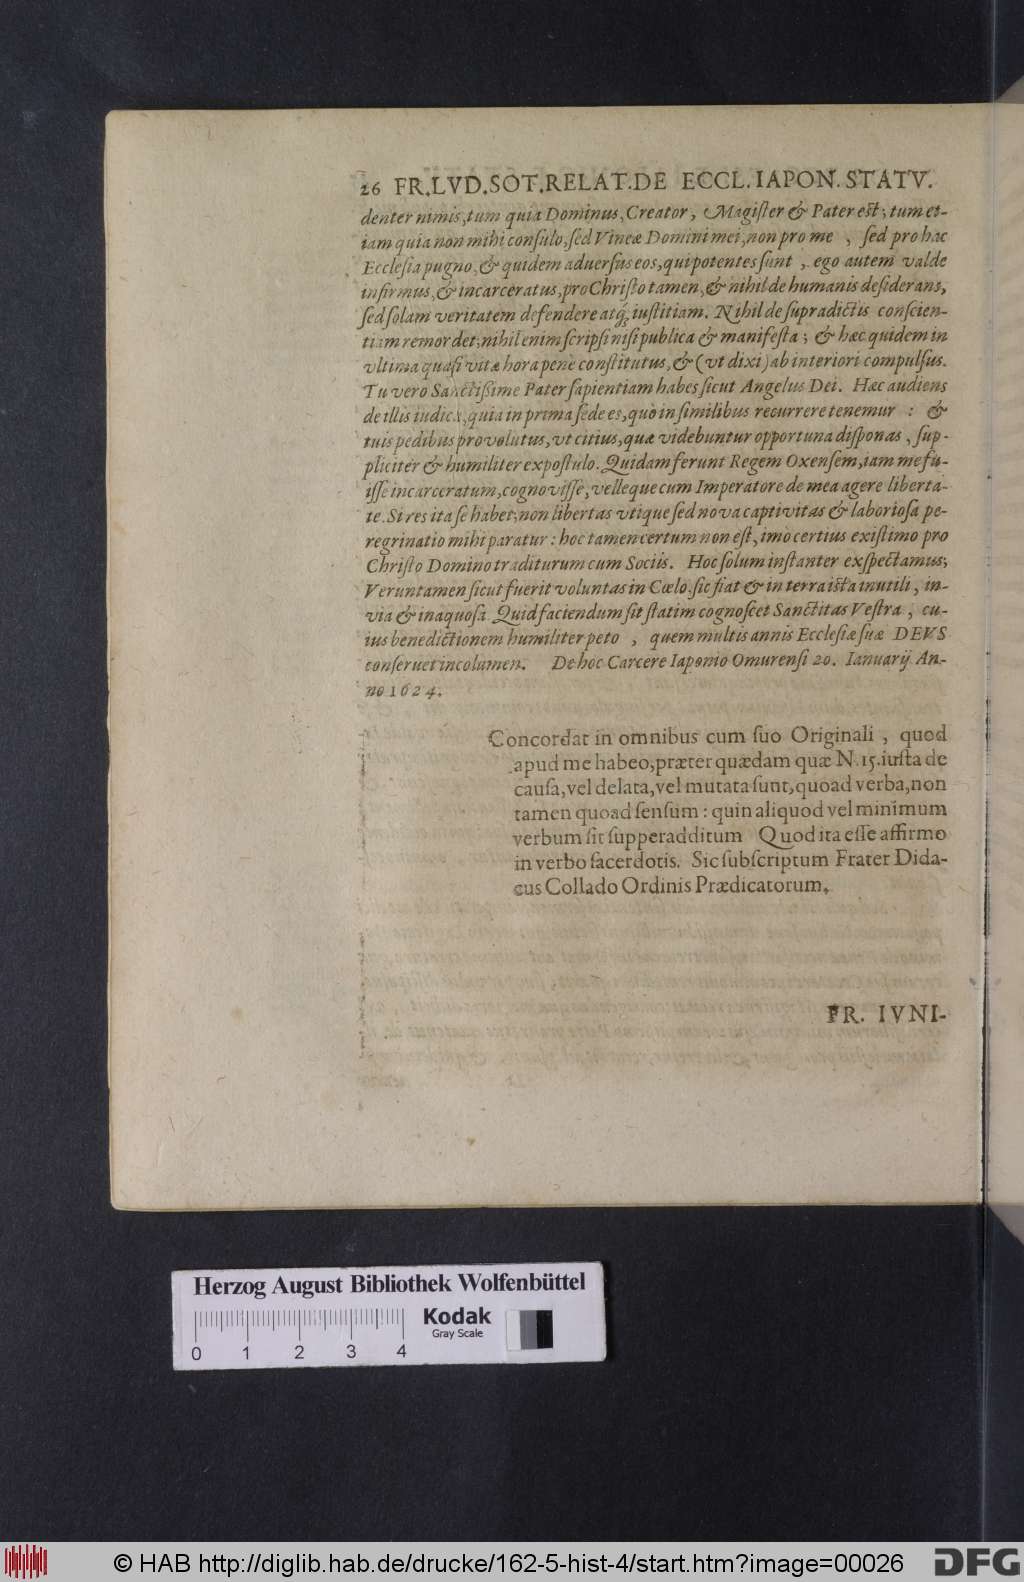 26 FR. LVD. SOT. RELAT. DE ECCL. IAPON. STATV.
denter nimis, tum quia Dominus, Creator, Magiſter & Pater eſt; tum et-
iam quia non mihi conſulo, ſed Vineæ Domini mei, non pro me, ſed pro hac
Eccleſia pugno, & quidem aduerſus eos, qui potentes ſunt, ego autem valde
infirmus, & incarceratus, pro Chriſto tamen, & nihil de humanis deſiderans,
ſed ſolam veritatem defendere atq́; iuſtitiam. Nihil de ſupradictis conſcien-
tiam remordet; nihil enim ſcripſi niſi publica & manifeſta; & hæc quidem in
vltima quaſi vitæ hora penè conſtitutus, & (vt dixi) ab interiori compulſus.
Tu vero Sanctißime Pater ſapientiam habes ſicut Angelus Dei. Hæc audiens
de illis iudica, quia in prima ſede es, quò in ſimilibus recurrere tenemur: &
tuis pedibus provolutus, vt citius, quæ videbuntur opportuna diſponas, ſup-
pliciter & humiliter expoſtulo. Quidam ferunt Regem Oxenſem, iam me fu-
iſſe incarceratum, cognoviſſe, velleque cum Imperatore de mea agere liberta-
te. Si res ita ſe habet; non libertas vtique ſed nova captivitas & laborioſa pe-
regrinatio mihi paratur: hoc tamen certum non eſt, imò certius exiſtimo pro
Chriſto Domino traditurum cum Sociis. Hoc ſolum inſtanter exſpectamus;
Veruntamen ſicut fuerit voluntas in Cœlo, ſic fiat & in terra iſta inutili, in-
via & inaquoſa. Quid faciendum ſit ſtatim cognoſcet Sanctitas Veſtra, cu-
ius benedictionem humiliter peto, quem multis annis Eccleſiæ ſuæ DEVS
conſervet incolumen. De hoc Carcere Iaponio Omurenſi 20. Ianuarij An-
no 1624.
Concordat in omnibus cum ſuo Originali, quod
apud me habeo, præter quædam quæ N. 15. iuſta de
cauſa, vel delata, vel mutata ſunt, quoad verba, non
tamen quoad ſenſum: quin aliquod vel minimum
verbum ſit ſupperadditum Quod ita eſſe affirmo
in verbo ſacerdotis. Sic ſubſcriptum Frater Dida-
cus Collado Ordinis Prædicatorum.
FR. IVNI-
Herzog August Bibliothek Wolfenbüttel
Kodak
Gray Scale
0 1 2 3 4
© HAB http://diglib.hab.de/drucke/162-5-hist-4/start.htm?image=00026
DFG